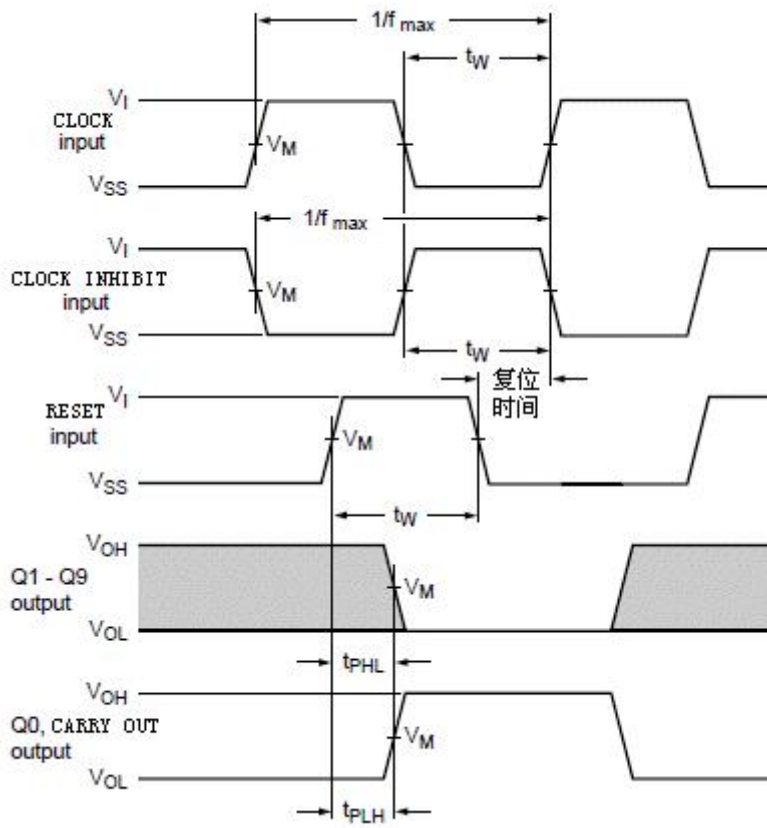 1/f max
tW
VI
CLOCK
input
VM
VSS
1/f max
VI
CLOCK INHIBIT
input
VM
VSS
tW
复位
时间
VI
RESET
input
VM
VSS
tW
VOH
Q1 - Q9
output
VM
VOL
tPHL
VOH
Q0, CARRY OUT
output
VM
VOL
tPLH